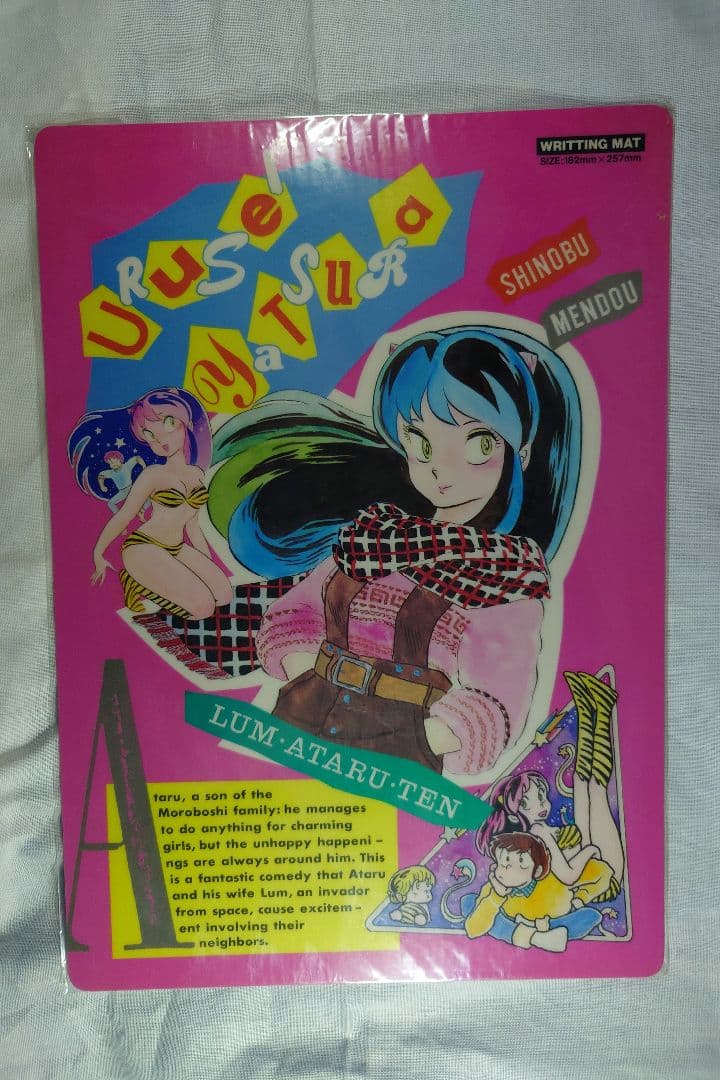 WRITTING MAT
SIZE:182mm×257mm
URUSei
YaTSURa
SHINOBU
MENDOU
LUM·ATARU·TEN
Ataru, a son of the
Moroboshi family: he manages
to do anything for charming
girls, but the unhappy happeni–
ngs are always around him. This
is a fantastic comedy that Ataru
and his wife Lum, an invador
from space, cause excitem–
ent involving their
neighbors.